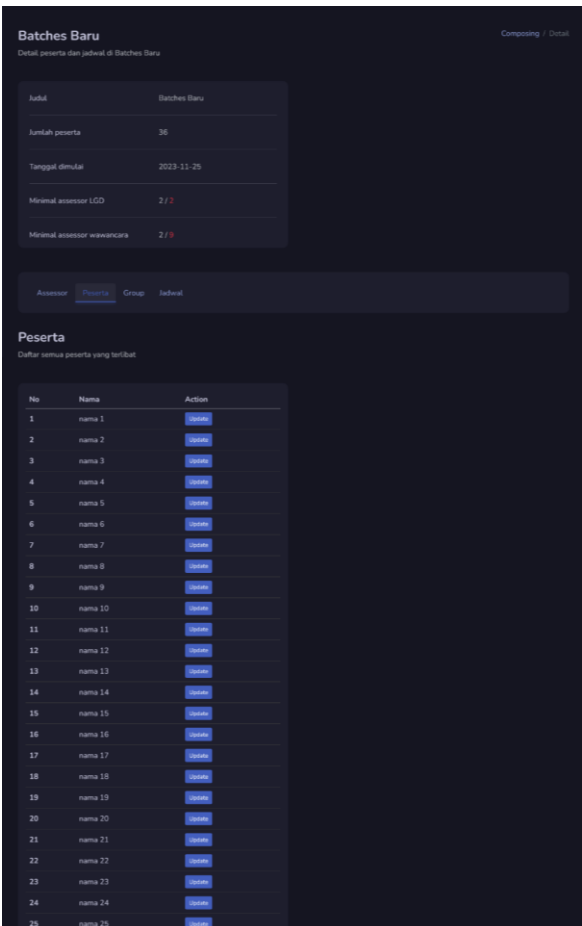 Batches Baru
Composing / Detail
Detail peserta dan jadwal di Batches Baru
Judul Batches Baru
Jumlah peserta 36
Tanggal dimulai 2023-11-25
Minimal assessor LGD 2 / 2
Minimal assessor wawancara 2 / 9
Assessor Peserta Group Jadwal
Peserta
Daftar semua peserta yang terlibat
No Nama Action
1 nama 1 Update
2 nama 2 Update
3 nama 3 Update
4 nama 4 Update
5 nama 5 Update
6 nama 6 Update
7 nama 7 Update
8 nama 8 Update
9 nama 9 Update
10 nama 10 Update
11 nama 11 Update
12 nama 12 Update
13 nama 13 Update
14 nama 14 Update
15 nama 15 Update
16 nama 16 Update
17 nama 17 Update
18 nama 18 Update
19 nama 19 Update
20 nama 20 Update
21 nama 21 Update
22 nama 22 Update
23 nama 23 Update
24 nama 24 Update
25 nama 25 Update